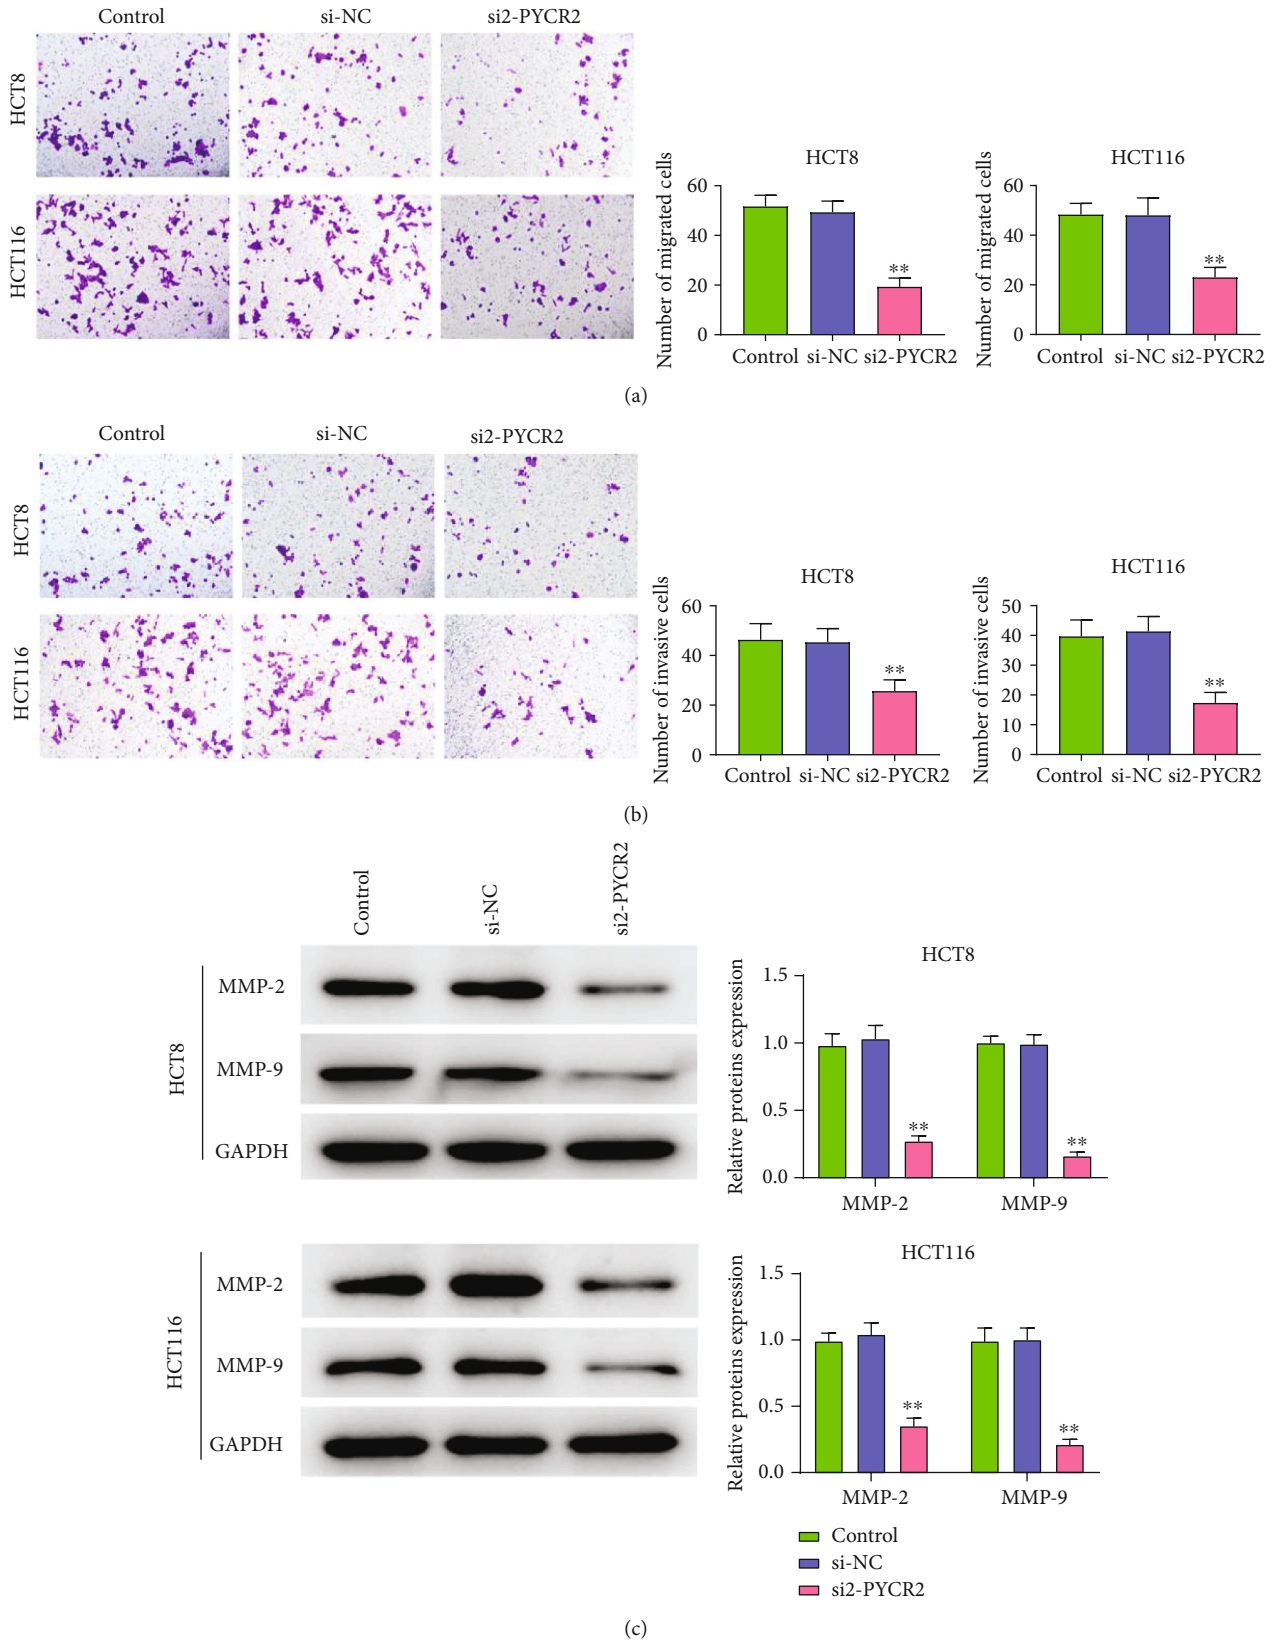 Control si-NC si2-PYCR2
HCT8
HCT116
HCT8
Number of migrated cells
60
40
20
0
**
Control si-NC si2-PYCR2
HCT116
Number of migrated cells
60
40
20
0
**
Control si-NC si2-PYCR2
(a)
Control si-NC si2-PYCR2
HCT8
HCT116
HCT8
Number of invasive cells
60
40
20
0
**
Control si-NC si2-PYCR2
HCT116
Number of invasive cells
50
40
30
20
10
0
**
Control si-NC si2-PYCR2
(b)
Control si-NC si2-PYCR2
HCT8
MMP-2
MMP-9
GAPDH
HCT8
Relative proteins expression
1.5
1.0
0.5
0.0
** **
MMP-2 MMP-9
HCT116
MMP-2
MMP-9
GAPDH
HCT116
Relative proteins expression
1.5
1.0
0.5
0.0
** **
MMP-2 MMP-9
Control
si-NC
si2-PYCR2
(c)